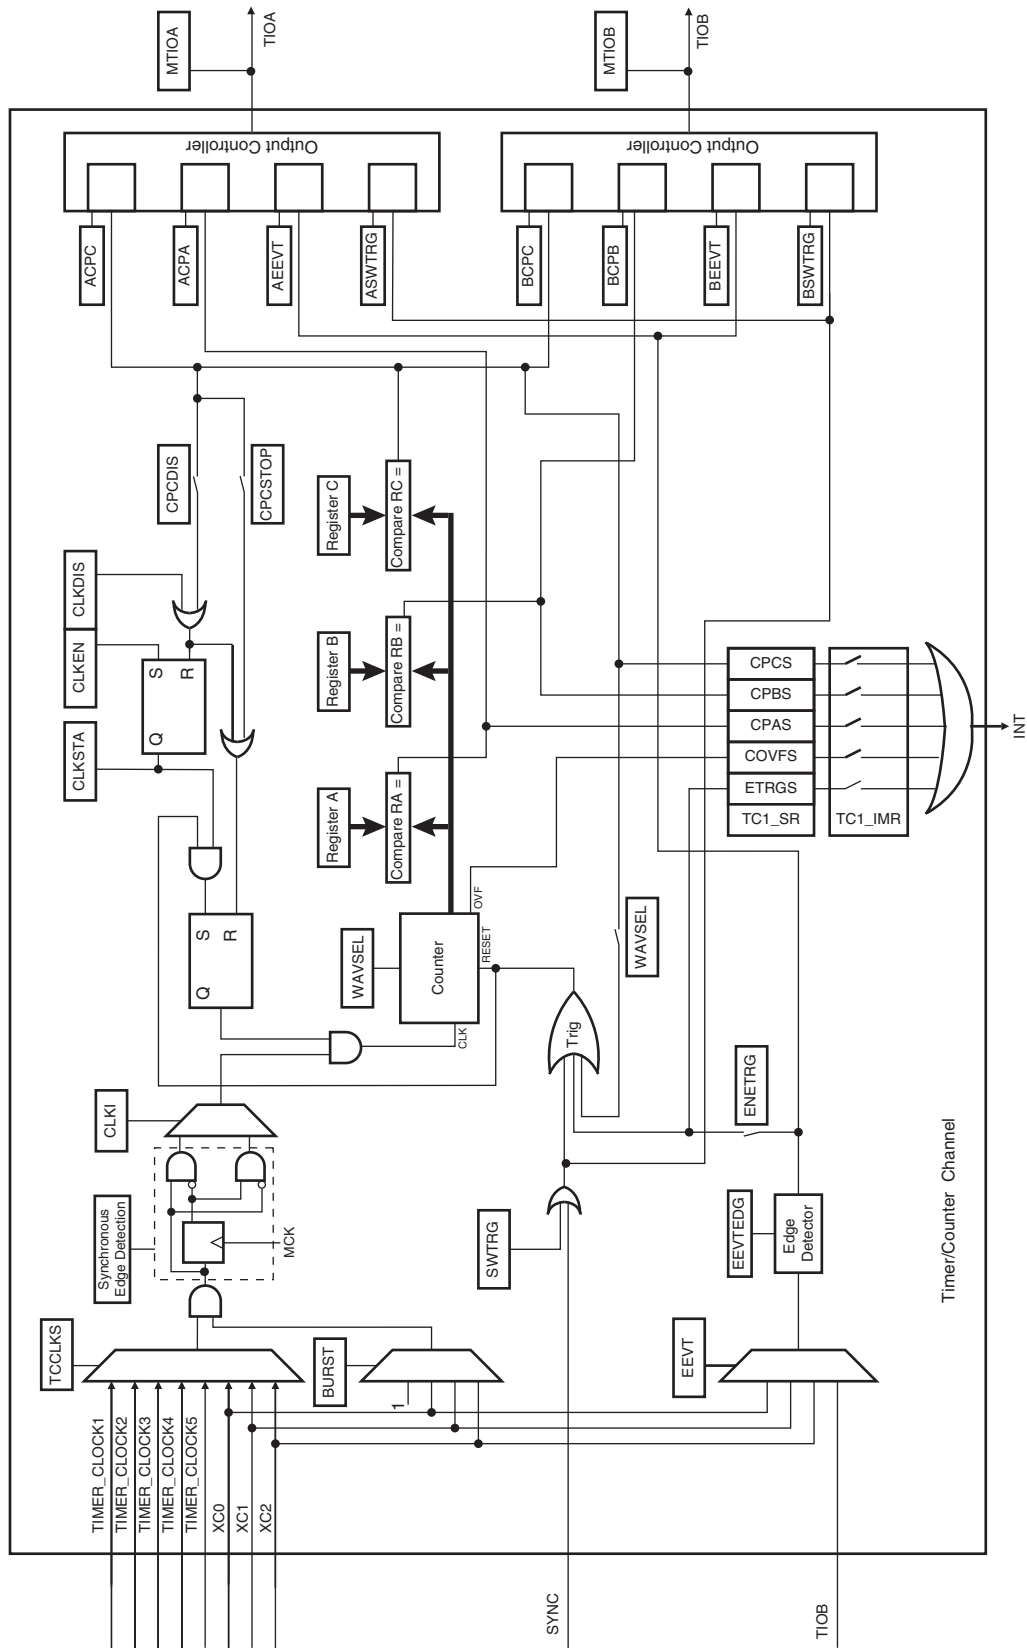 TIMER_CLOCK1
TIMER_CLOCK2
TIMER_CLOCK3
TIMER_CLOCK4
TIMER_CLOCK5
XC0
XC1
XC2
TCCLKS
Synchronous
Edge Detection
MCK
CLKI
CLKSTA
CLKEN
CLKDIS
Q
S
R
Q
S
R
CPCDIS
CPCSTOP
ACPC
ACPA
AEEVT
ASWTRG
Output Controller
MTIOA
TIOA
BURST
1
WAVSEL
Counter
CLK
RESET
OVF
Register A
Register B
Register C
Compare RA =
Compare RB =
Compare RC =
SYNC
SWTRG
Trig
WAVSEL
BCPC
BCPB
BEEVT
BSWTRG
Output Controller
MTIOB
TIOB
TIOB
EEVT
EEVTEDG
Edge
Detector
ENETRG
CPCS
CPBS
CPAS
COVFS
ETRGS
TC1_SR
TC1_IMR
INT
Timer/Counter Channel